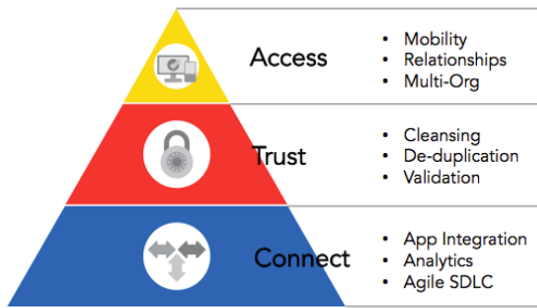 Access
• Mobility
• Relationships
• Multi-Org
Trust
• Cleansing
• De-duplication
• Validation
Connect
• App Integration
• Analytics
• Agile SDLC